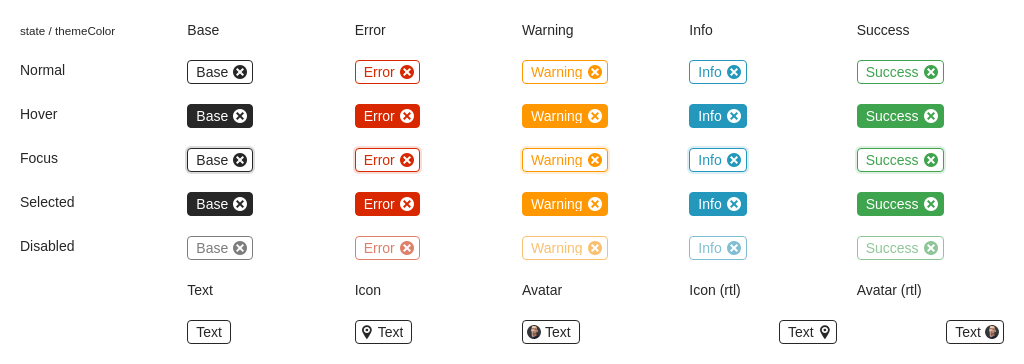 state / themeColor Base Error Warning Info Success
Normal Base Error Warning Info Success
Hover Base Error Warning Info Success
Focus Base Error Warning Info Success
Selected Base Error Warning Info Success
Disabled Base Error Warning Info Success
Text Icon Avatar Icon (rtl) Avatar (rtl)
Text Text Text Text Text